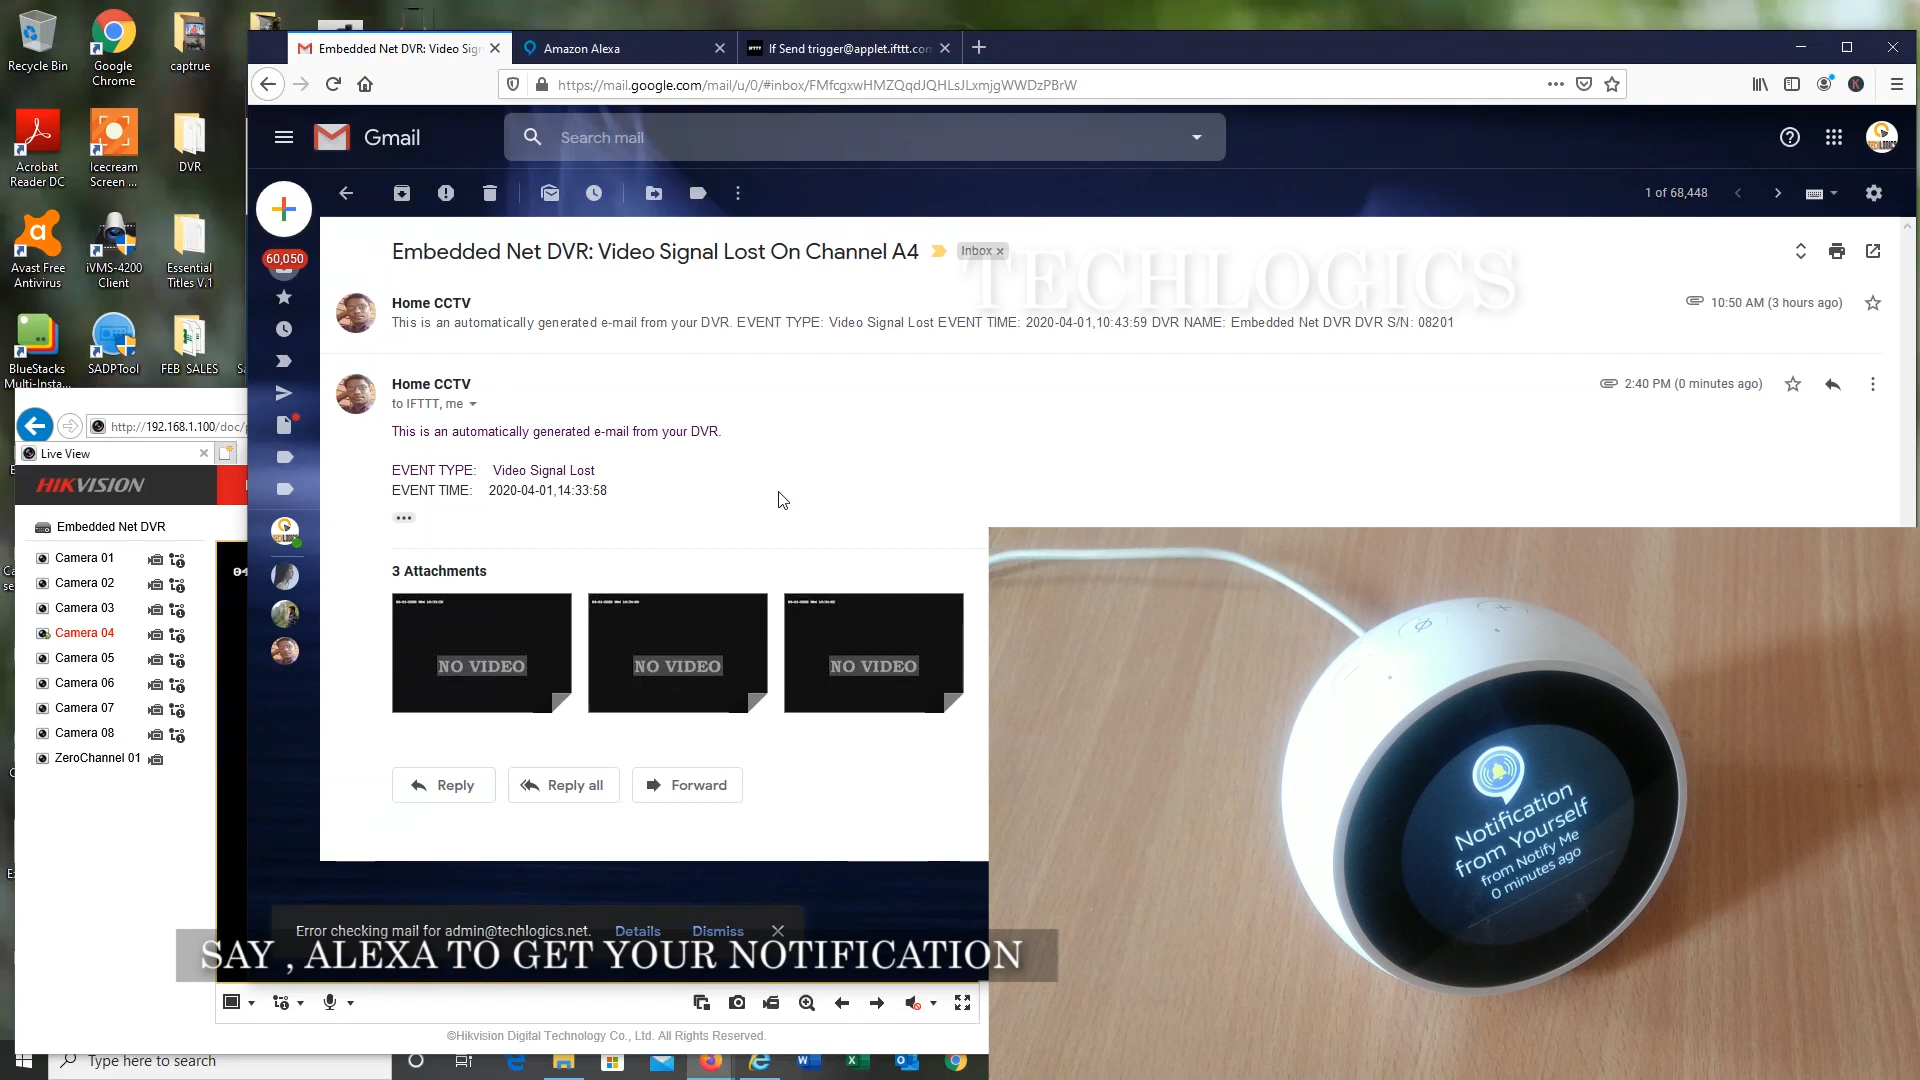 Recycle Bin
Google Chrome
captrue
Acrobat Reader DC
Icecream Screen ...
DVR
Avast Free Antivirus
iVMS-4200 Client
Essential Titles V.1
BlueStacks Multi-Insta...
SADPTool
FEB_SALES
Embedded Net DVR: Video Sign
Amazon Alexa
If Send trigger@applet.ifttt.com
https://mail.google.com/mail/u/0/#inbox/FMfcgxwHMZQqdJQHLsJLxmjgWWDzPBrW
Gmail
Search mail
1 of 68,448
60,050
Embedded Net DVR: Video Signal Lost On Channel A4
Inbox
TECHLOGICS
Home CCTV
10:50 AM (3 hours ago)
This is an automatically generated e-mail from your DVR. EVENT TYPE: Video Signal Lost EVENT TIME: 2020-04-01,10:43:59 DVR NAME: Embedded Net DVR DVR S/N: 08201
Home CCTV
2:40 PM (0 minutes ago)
to IFTTT, me
This is an automatically generated e-mail from your DVR.
EVENT TYPE: Video Signal Lost
EVENT TIME: 2020-04-01,14:33:58
3 Attachments
NO VIDEO
NO VIDEO
NO VIDEO
Reply
Reply all
Forward
http://192.168.1.100/doc/
Live View
HIKVISION
Embedded Net DVR
Camera 01
Camera 02
Camera 03
Camera 04
Camera 05
Camera 06
Camera 07
Camera 08
ZeroChannel 01
Notification
from Yourself
from Notify Me
0 minutes ago
Error checking mail for admin@techlogics.net. Details Dismiss
SAY , ALEXA TO GET YOUR NOTIFICATION
©Hikvision Digital Technology Co., Ltd. All Rights Reserved.
Type here to search